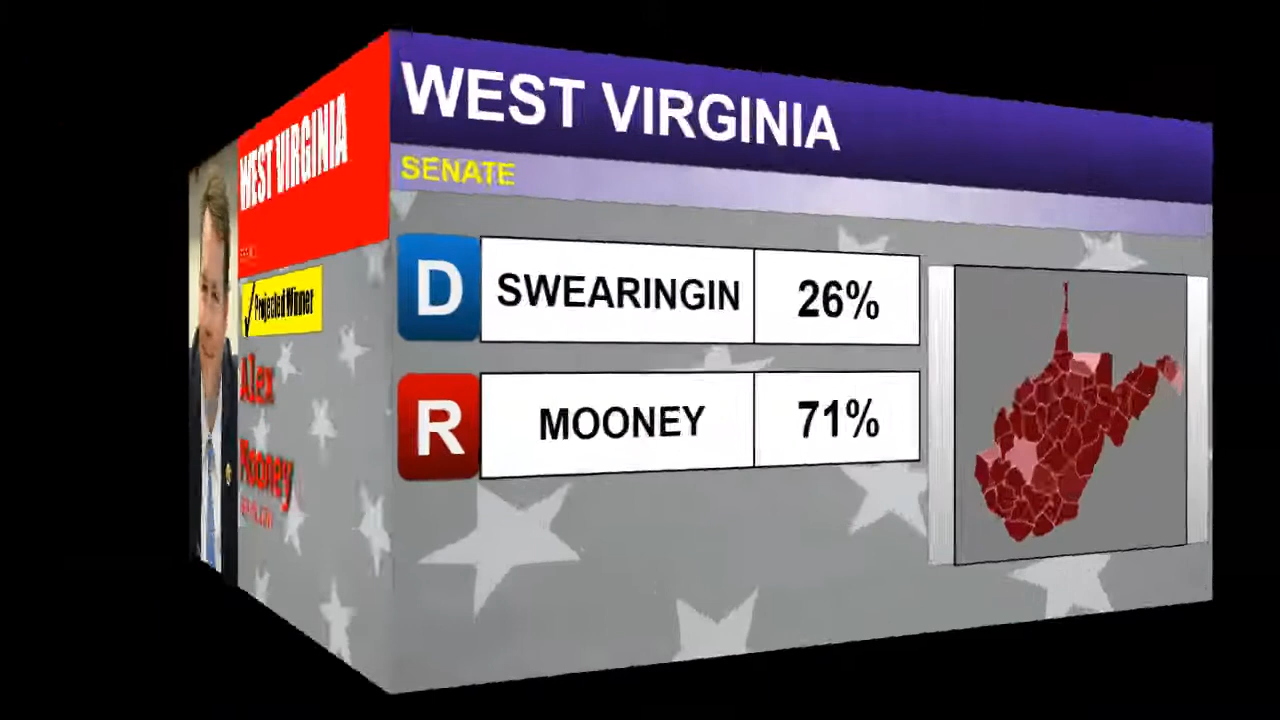 WEST VIRGINIA
Projected Winner
Alex
Mooney
WEST VIRGINIA
SENATE
D SWEARINGIN 26%
R MOONEY 71%